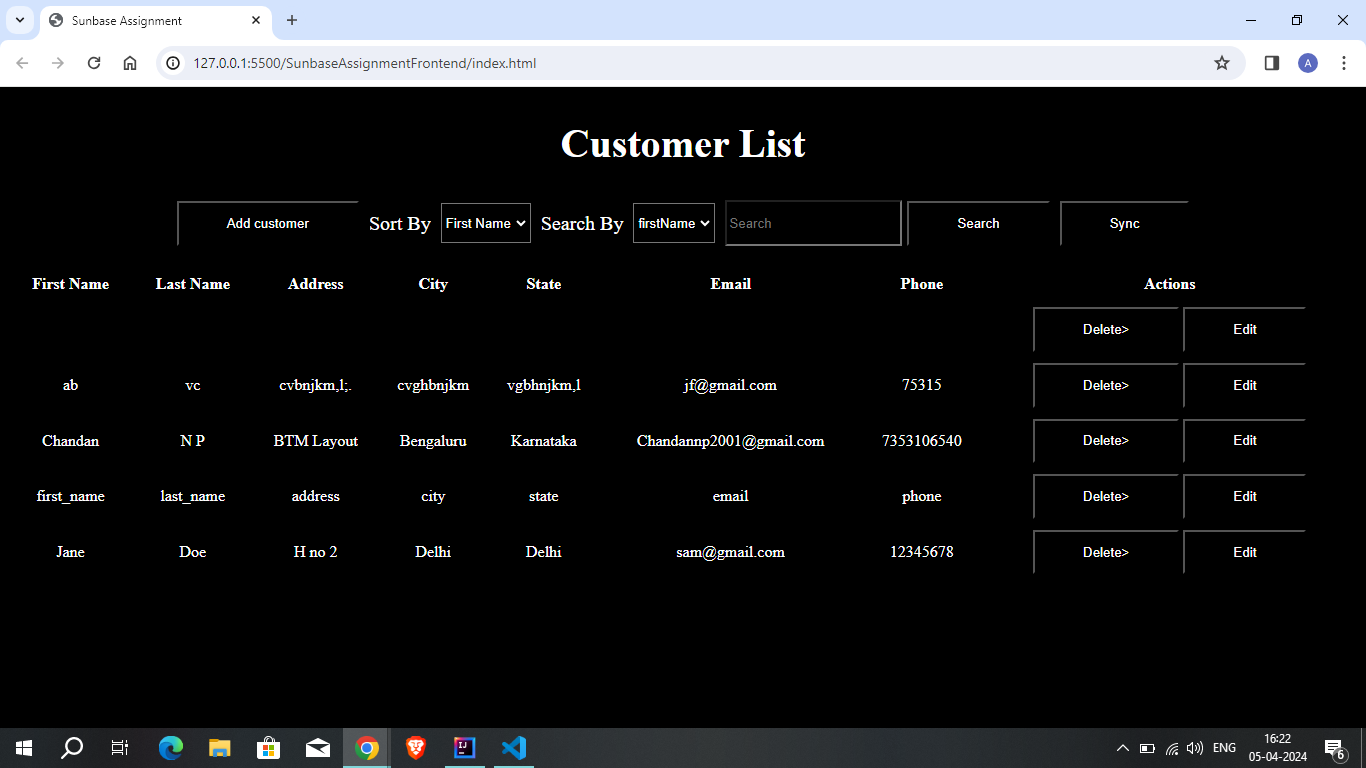 Sunbase Assignment
127.0.0.1:5500/SunbaseAssignmentFrontend/index.html
A
Customer List
Add customer Sort By First Name Search By firstName Search Search Sync
First Name Last Name Address City State Email Phone Actions
Delete> Edit
ab vc cvbnjkm,l;. cvghbnjkm vgbhnjkm,l jf@gmail.com 75315 Delete> Edit
Chandan N P BTM Layout Bengaluru Karnataka Chandannp2001@gmail.com 7353106540 Delete> Edit
first_name last_name address city state email phone Delete> Edit
Jane Doe H no 2 Delhi Delhi sam@gmail.com 12345678 Delete> Edit
IJ
ENG
16:22
05-04-2024
6